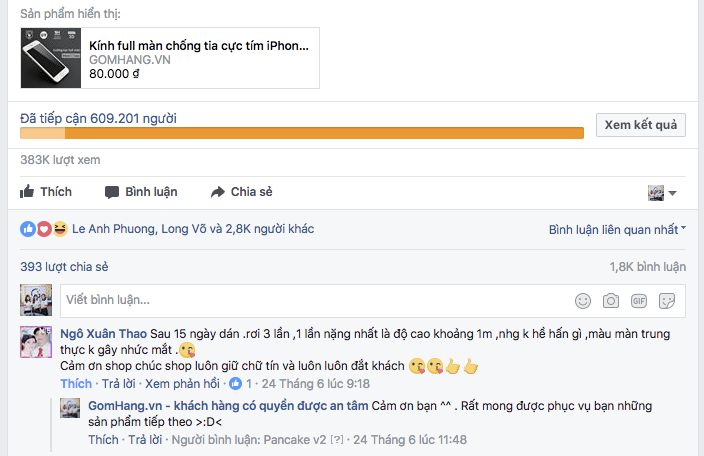 Sản phẩm hiển thị:
Kính full màn chống tia cực tím iPhon...
GOMHANG.VN
80.000 ₫
Đã tiếp cận 609.201 người
Xem kết quả
383K lượt xem
Thích Bình luận Chia sẻ
Le Anh Phuong, Long Võ và 2,8K người khác
Bình luận liên quan nhất
393 lượt chia sẻ
1,8K bình luận
Viết bình luận...
GIF
Ngô Xuân Thao Sau 15 ngày dán .rơi 3 lần ,1 lần nặng nhất là độ cao khoảng 1m ,nhg k hề hấn gì ,màu màn trung
thực k gây nhức mắt .😘
Cảm ơn shop chúc shop luôn giữ chữ tín và luôn luôn đắt khách 😘😘👍👍
Thích · Trả lời · Xem phản hồi · 1 · 24 Tháng 6 lúc 9:18
GomHang.vn - khách hàng có quyền được an tâm Cảm ơn bạn ^^ . Rất mong được phục vụ bạn những
sản phẩm tiếp theo >:D<
Thích · Trả lời · Người bình luận: Pancake v2 [?] · 24 Tháng 6 lúc 11:48